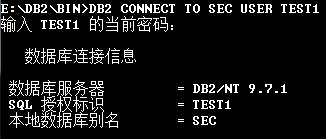 E:\DB2\BIN>DB2 CONNECT TO SEC USER TEST1
输入 TEST1 的当前密码：
数据库连接信息
数据库服务器 = DB2/NT 9.7.1
SQL 授权标识 = TEST1
本地数据库别名 = SEC